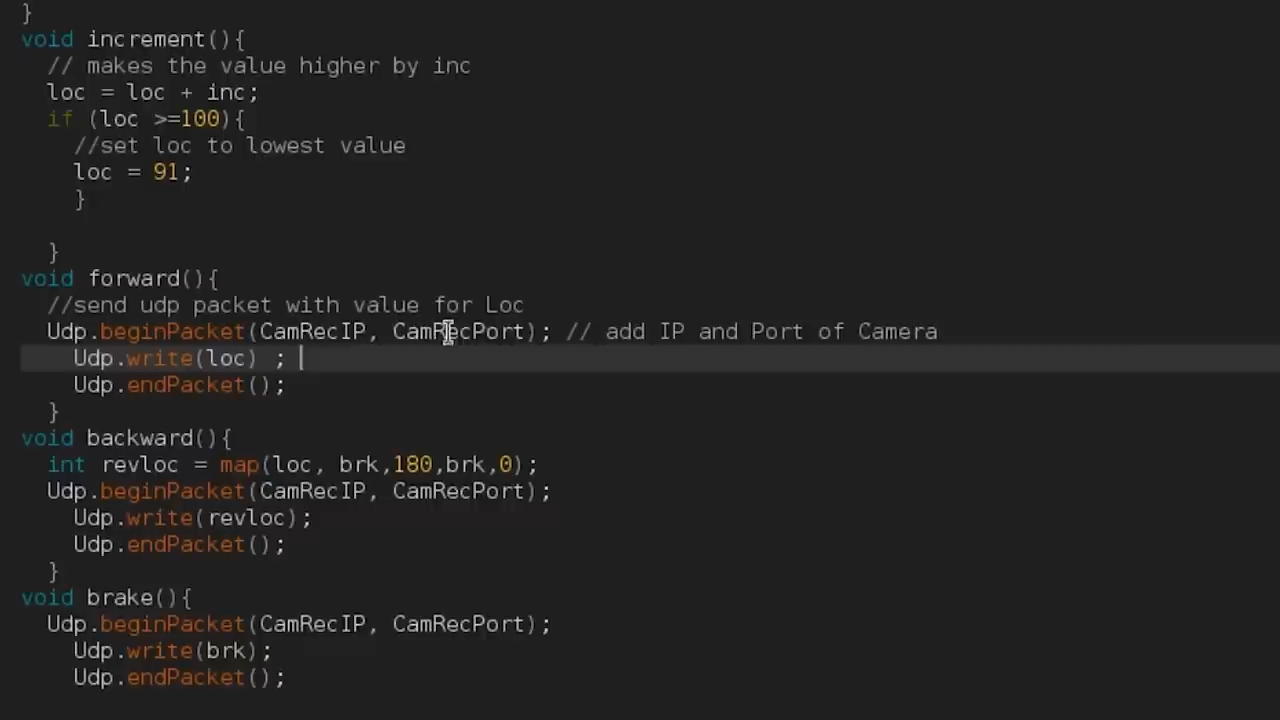 }
void increment(){
// makes the value higher by inc
loc = loc + inc;
if (loc >=100){
//set loc to lowest value
loc = 91;
}
}
void forward(){
//send udp packet with value for Loc
Udp.beginPacket(CamRecIP, CamRecPort); // add IP and Port of Camera
Udp.write(loc) ;
Udp.endPacket();
}
void backward(){
int revloc = map(loc, brk,180,brk,0);
Udp.beginPacket(CamRecIP, CamRecPort);
Udp.write(revloc);
Udp.endPacket();
}
void brake(){
Udp.beginPacket(CamRecIP, CamRecPort);
Udp.write(brk);
Udp.endPacket();